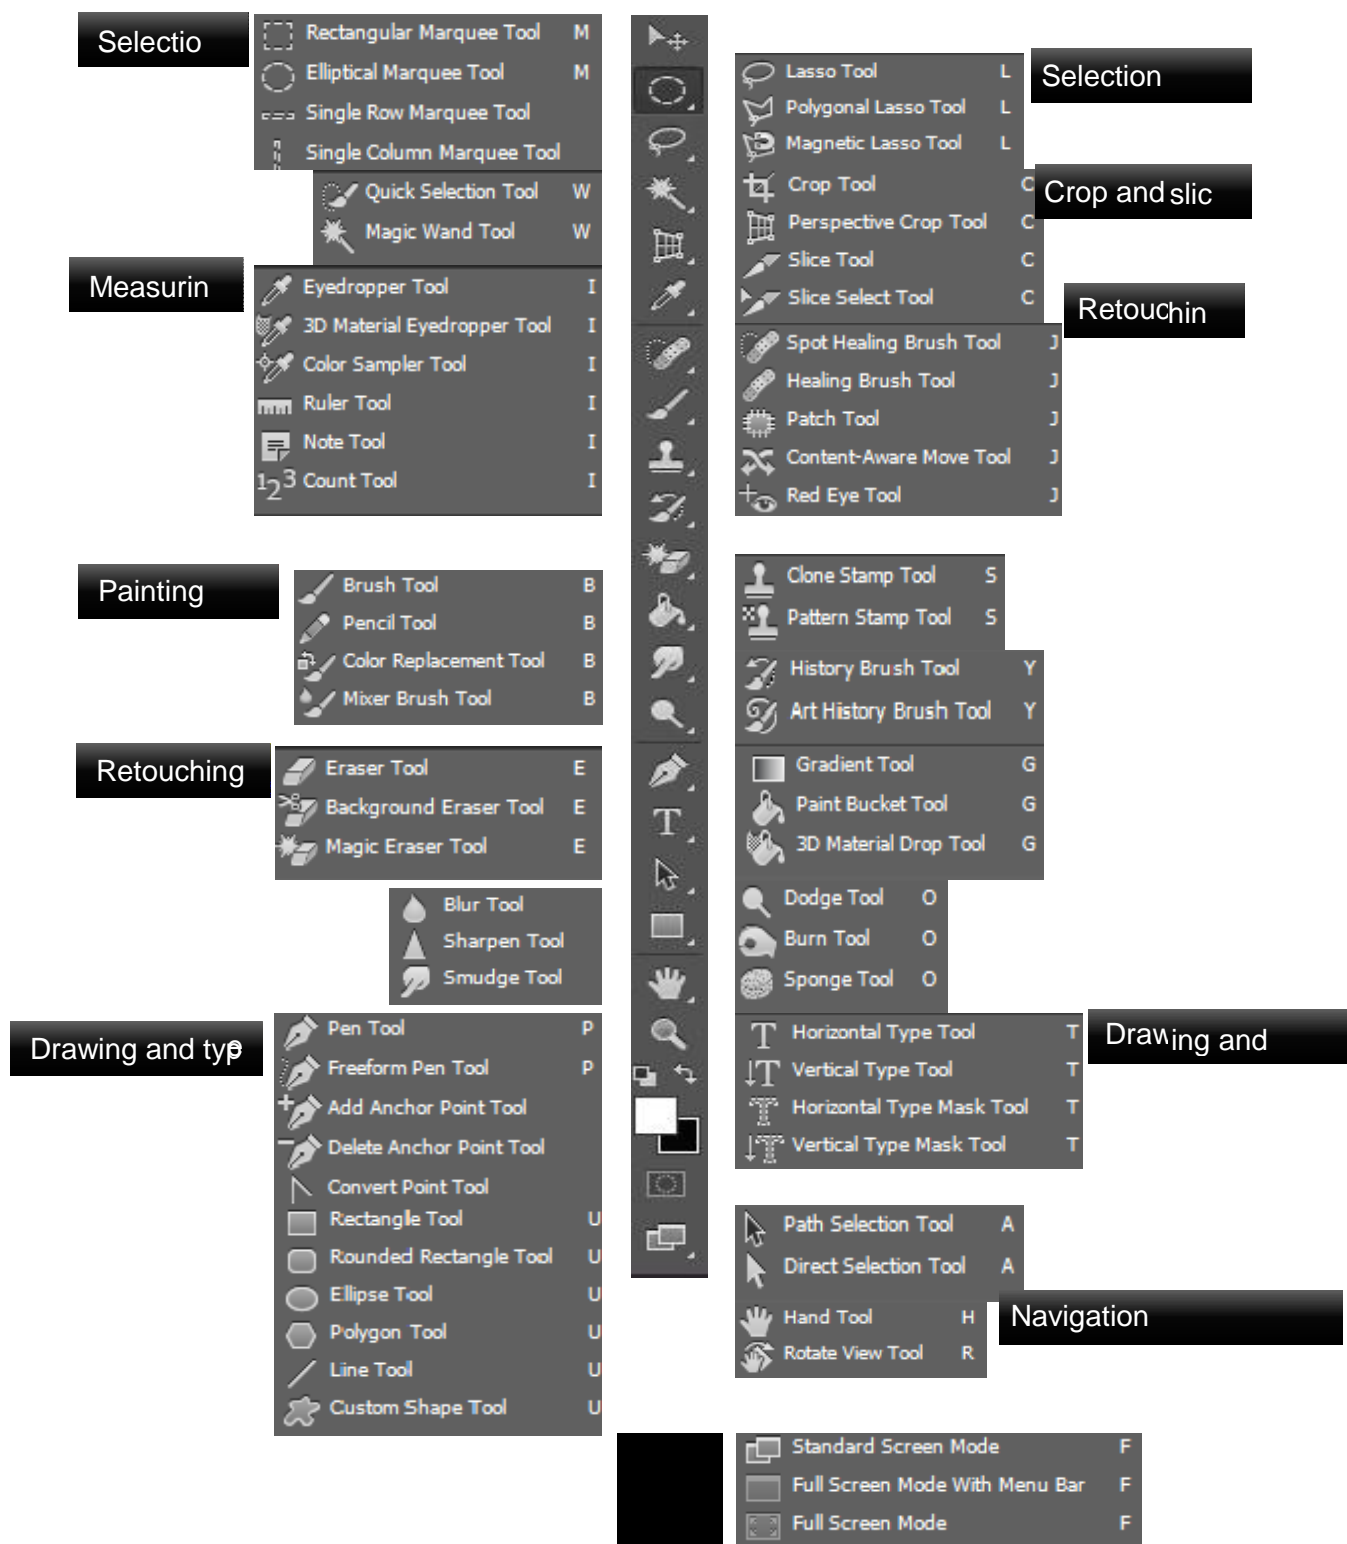 Selectio
Rectangular Marquee Tool M
Elliptical Marquee Tool M
Single Row Marquee Tool
Single Column Marquee Tool
Quick Selection Tool W
Magic Wand Tool W
Measurin
Eyedropper Tool I
3D Material Eyedropper Tool I
Color Sampler Tool I
Ruler Tool I
Note Tool I
123 Count Tool I
Painting
Brush Tool B
Pencil Tool B
Color Replacement Tool B
Mixer Brush Tool B
Retouching
Eraser Tool E
Background Eraser Tool E
Magic Eraser Tool E
Blur Tool
Sharpen Tool
Smudge Tool
Drawing and type
Pen Tool P
Freeform Pen Tool P
Add Anchor Point Tool
Delete Anchor Point Tool
Convert Point Tool
Rectangle Tool U
Rounded Rectangle Tool U
Ellipse Tool U
Polygon Tool U
Line Tool U
Custom Shape Tool U
T
Lasso Tool L
Polygonal Lasso Tool L
Magnetic Lasso Tool L
Selection
Crop Tool C
Perspective Crop Tool C
Slice Tool C
Slice Select Tool C
Crop and slic
Retouchin
Spot Healing Brush Tool J
Healing Brush Tool J
Patch Tool J
Content-Aware Move Tool J
Red Eye Tool J
Clone Stamp Tool S
Pattern Stamp Tool S
History Brush Tool Y
Art History Brush Tool Y
Gradient Tool G
Paint Bucket Tool G
3D Material Drop Tool G
Dodge Tool O
Burn Tool O
Sponge Tool O
T Horizontal Type Tool T
T Vertical Type Tool T
T Horizontal Type Mask Tool T
T Vertical Type Mask Tool T
Drawing and
Path Selection Tool A
Direct Selection Tool A
Hand Tool H
Rotate View Tool R
Navigation
Standard Screen Mode F
Full Screen Mode With Menu Bar F
Full Screen Mode F